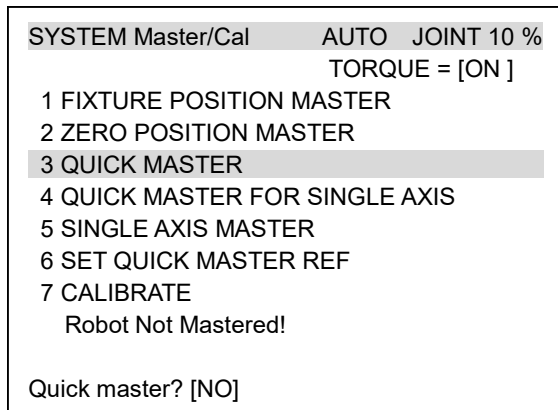 SYSTEM Master/Cal AUTO JOINT 10 %
TORQUE = [ON ]
1 FIXTURE POSITION MASTER
2 ZERO POSITION MASTER
3 QUICK MASTER
4 QUICK MASTER FOR SINGLE AXIS
5 SINGLE AXIS MASTER
6 SET QUICK MASTER REF
7 CALIBRATE
Robot Not Mastered!
Quick master? [NO]